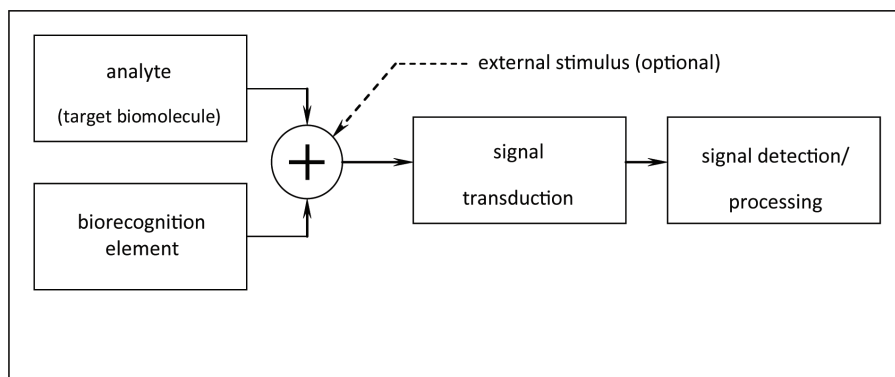 analyte
(target biomolecule)
external stimulus (optional)
biorecognition
element
signal
transduction
signal detection/
processing